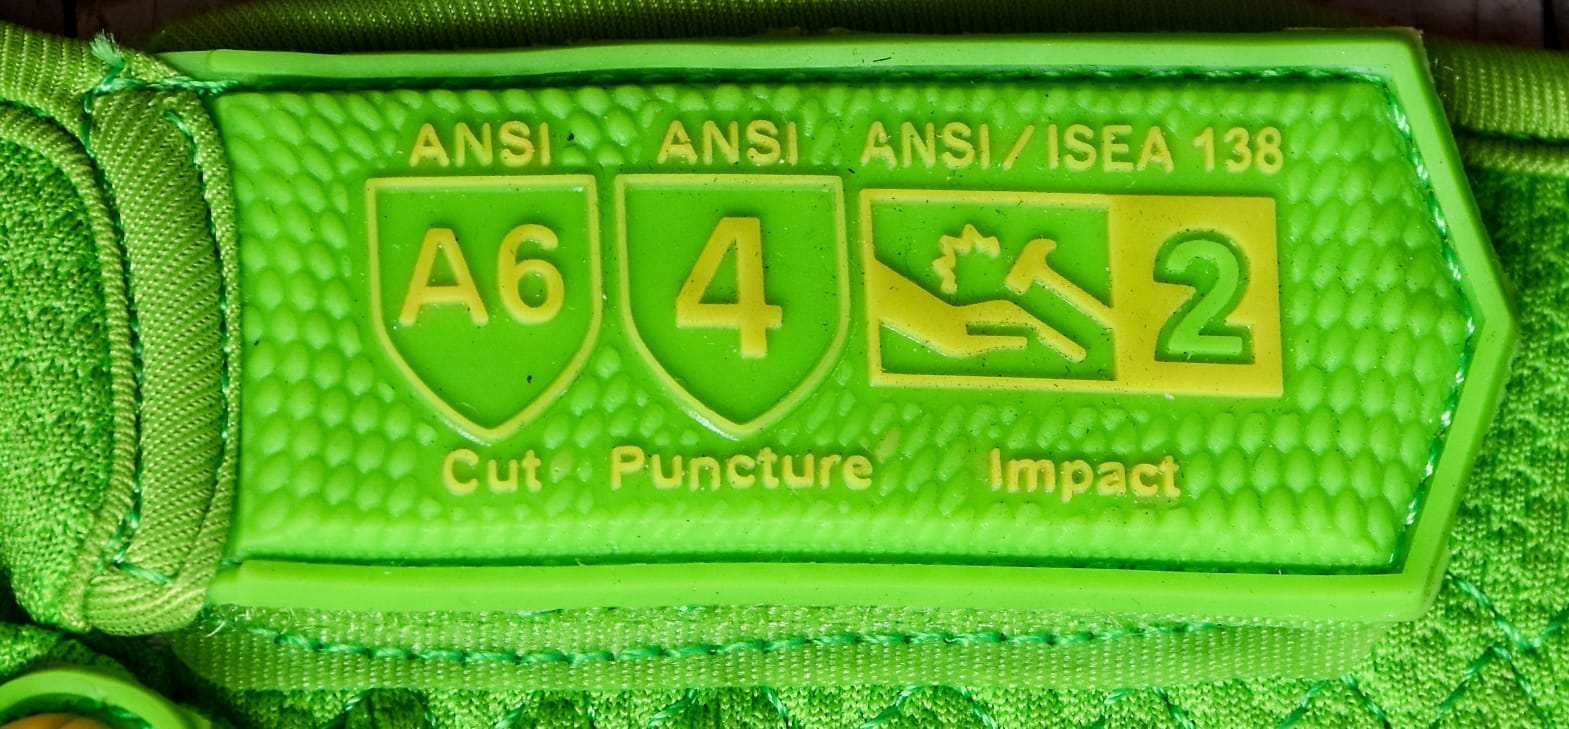 ANSI ANSI ANSI / ISEA 138
A6 4 2
Cut Puncture Impact